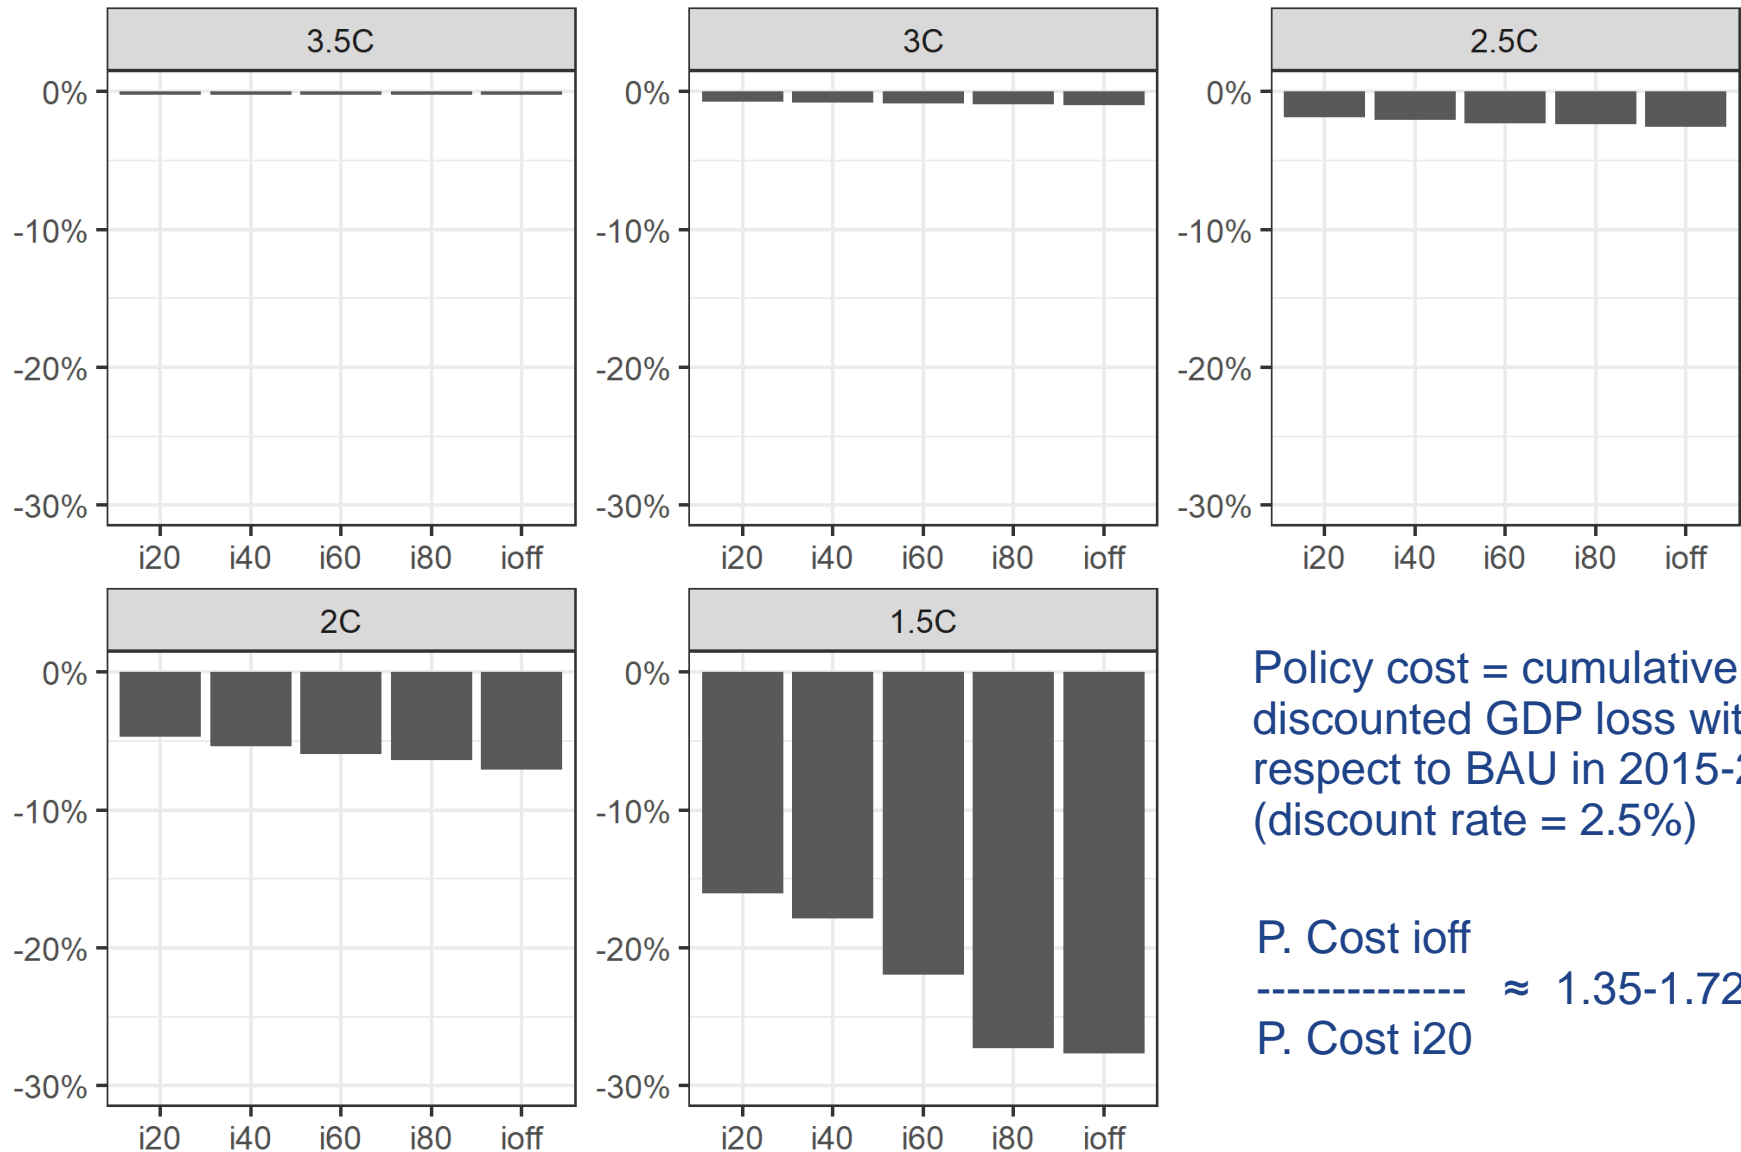 3.5C
0%
-10%
-20%
-30%
i20 i40 i60 i80 ioff
3C
0%
-10%
-20%
-30%
i20 i40 i60 i80 ioff
2.5C
0%
-10%
-20%
-30%
i20 i40 i60 i80 ioff
2C
0%
-10%
-20%
-30%
i20 i40 i60 i80 ioff
1.5C
0%
-10%
-20%
-30%
i20 i40 i60 i80 ioff
Policy cost = cumulative
discounted GDP loss
respect to BAU in
(discount rate = 2.5%)
P. Cost ioff
-------------- ≈ 1.35-1.72
P. Cost i20